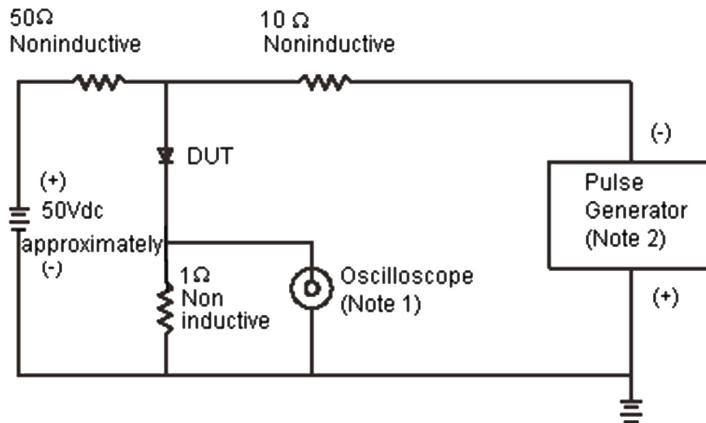 50Ω
Noninductive
10 Ω
Noninductive
DUT
(+)
50Vdc
approximately
(-)
1Ω
Non
inductive
Oscilloscope
(Note 1)
(-)
Pulse
Generator
(Note 2)
(+)